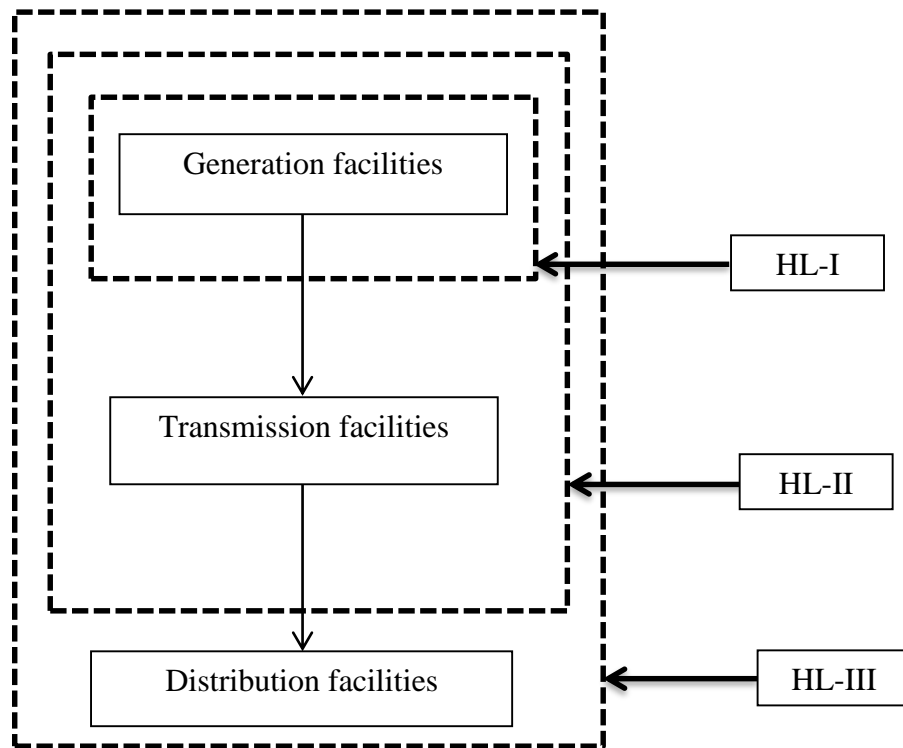 Generation facilities
HL-I
Transmission facilities
HL-II
Distribution facilities
HL-III